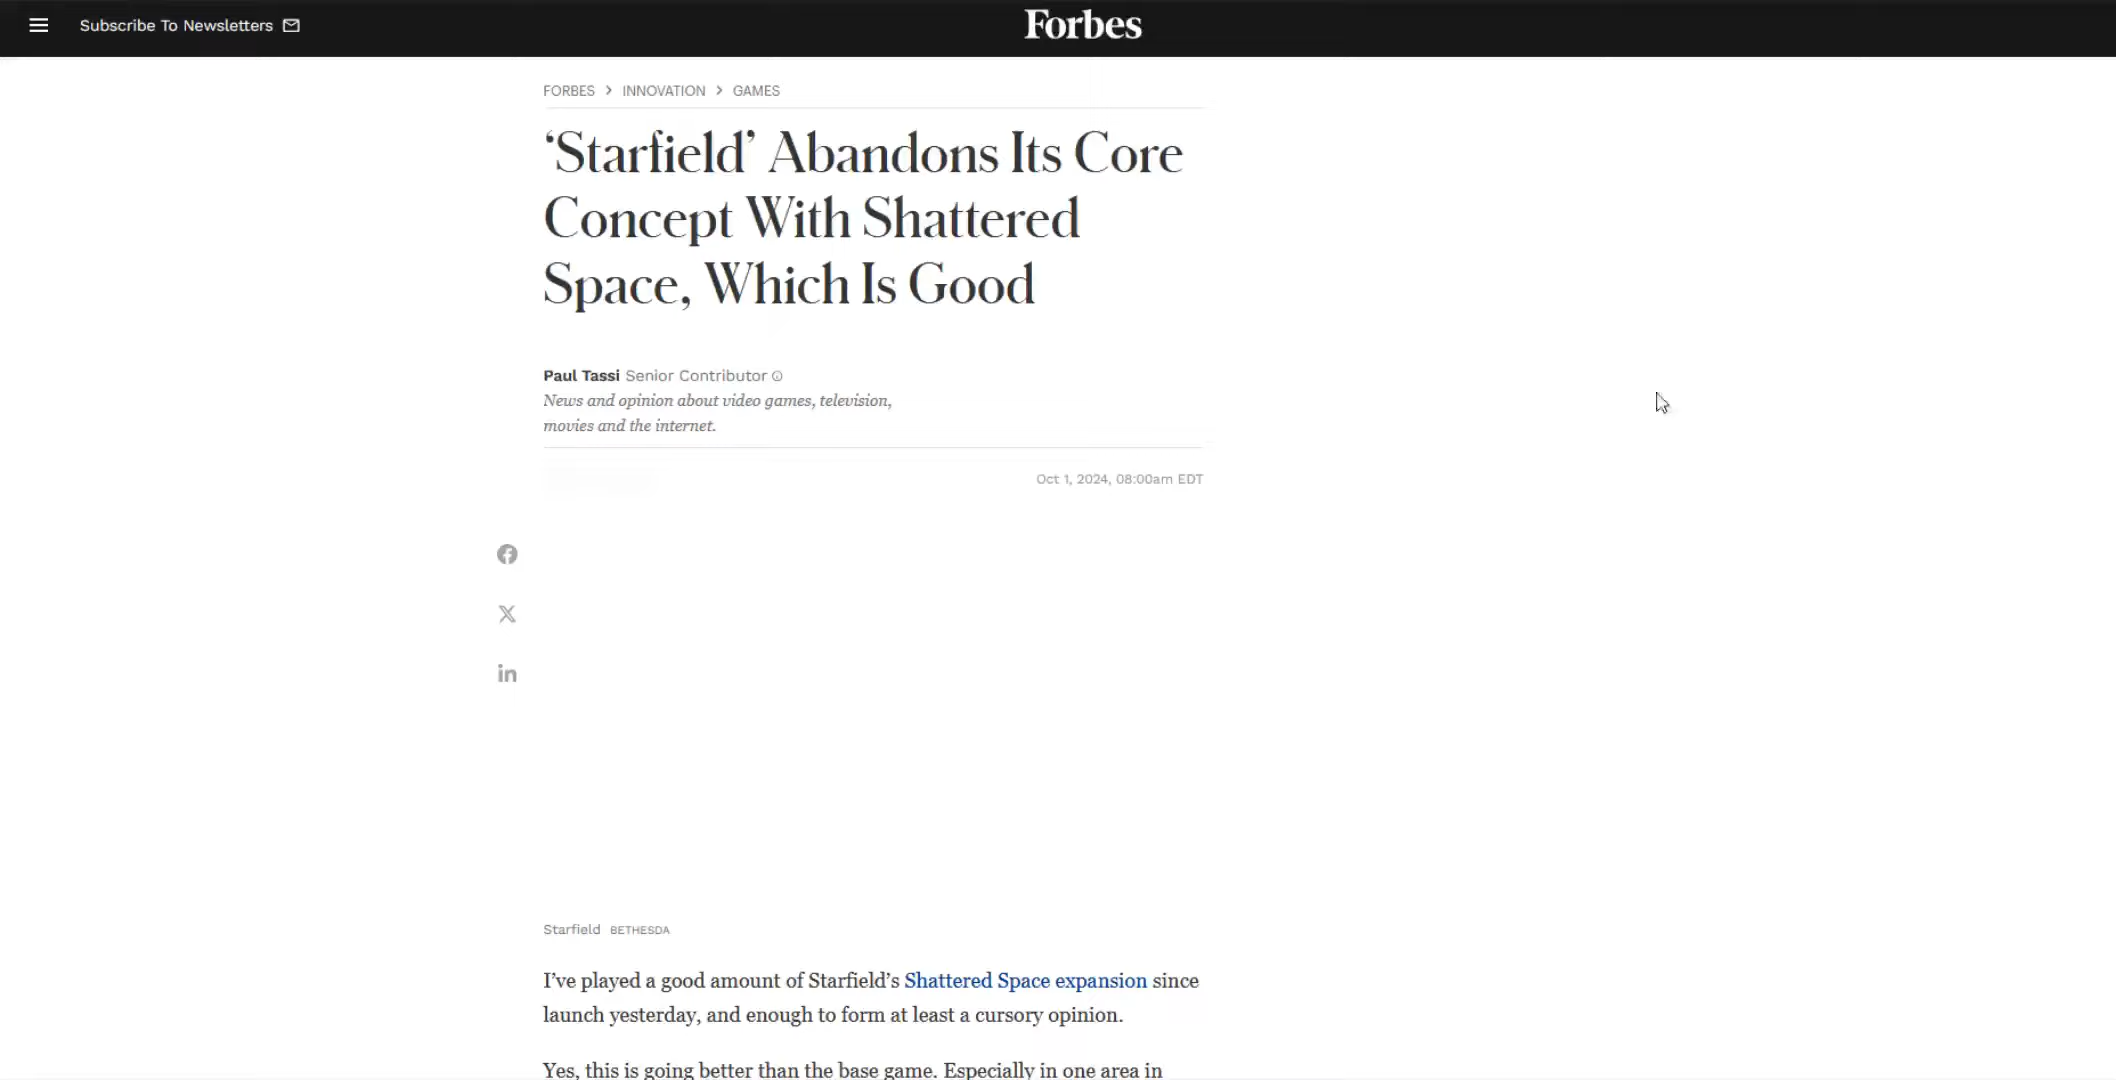 Subscribe To Newsletters
Forbes
FORBES > INNOVATION > GAMES
‘Starfield’ Abandons Its Core
Concept With Shattered
Space, Which Is Good
Paul Tassi Senior Contributor
News and opinion about video games, television,
movies and the internet.
Oct 1, 2024, 08:00am EDT
Starfield BETHESDA
I’ve played a good amount of Starfield’s Shattered Space expansion since
launch yesterday, and enough to form at least a cursory opinion.
Yes, this is going better than the base game. Especially in one area in